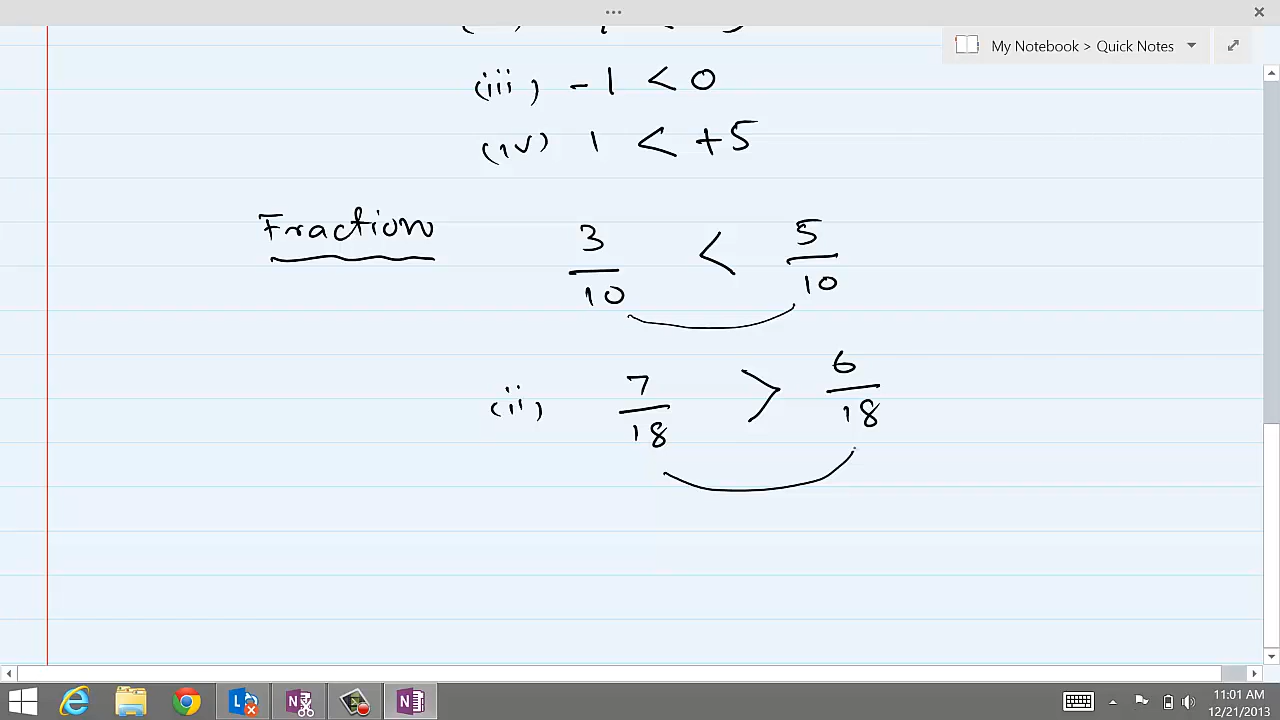 My Notebook > Quick Notes
(iii) -1 < 0
(iv) 1 < +5
Fraction 3/10 < 5/10
(ii) 7/18 > 6/18
11:01 AM
12/21/2013